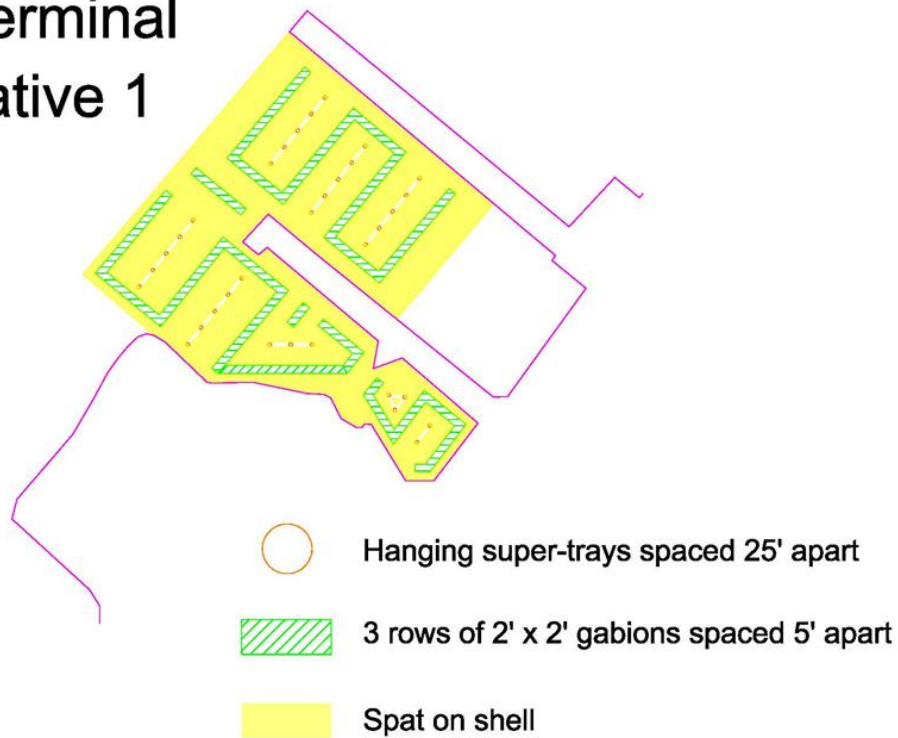 erminal
ative 1
Hanging super-trays spaced 25' apart
3 rows of 2' x 2' gabions spaced 5' apart
Spat on shell